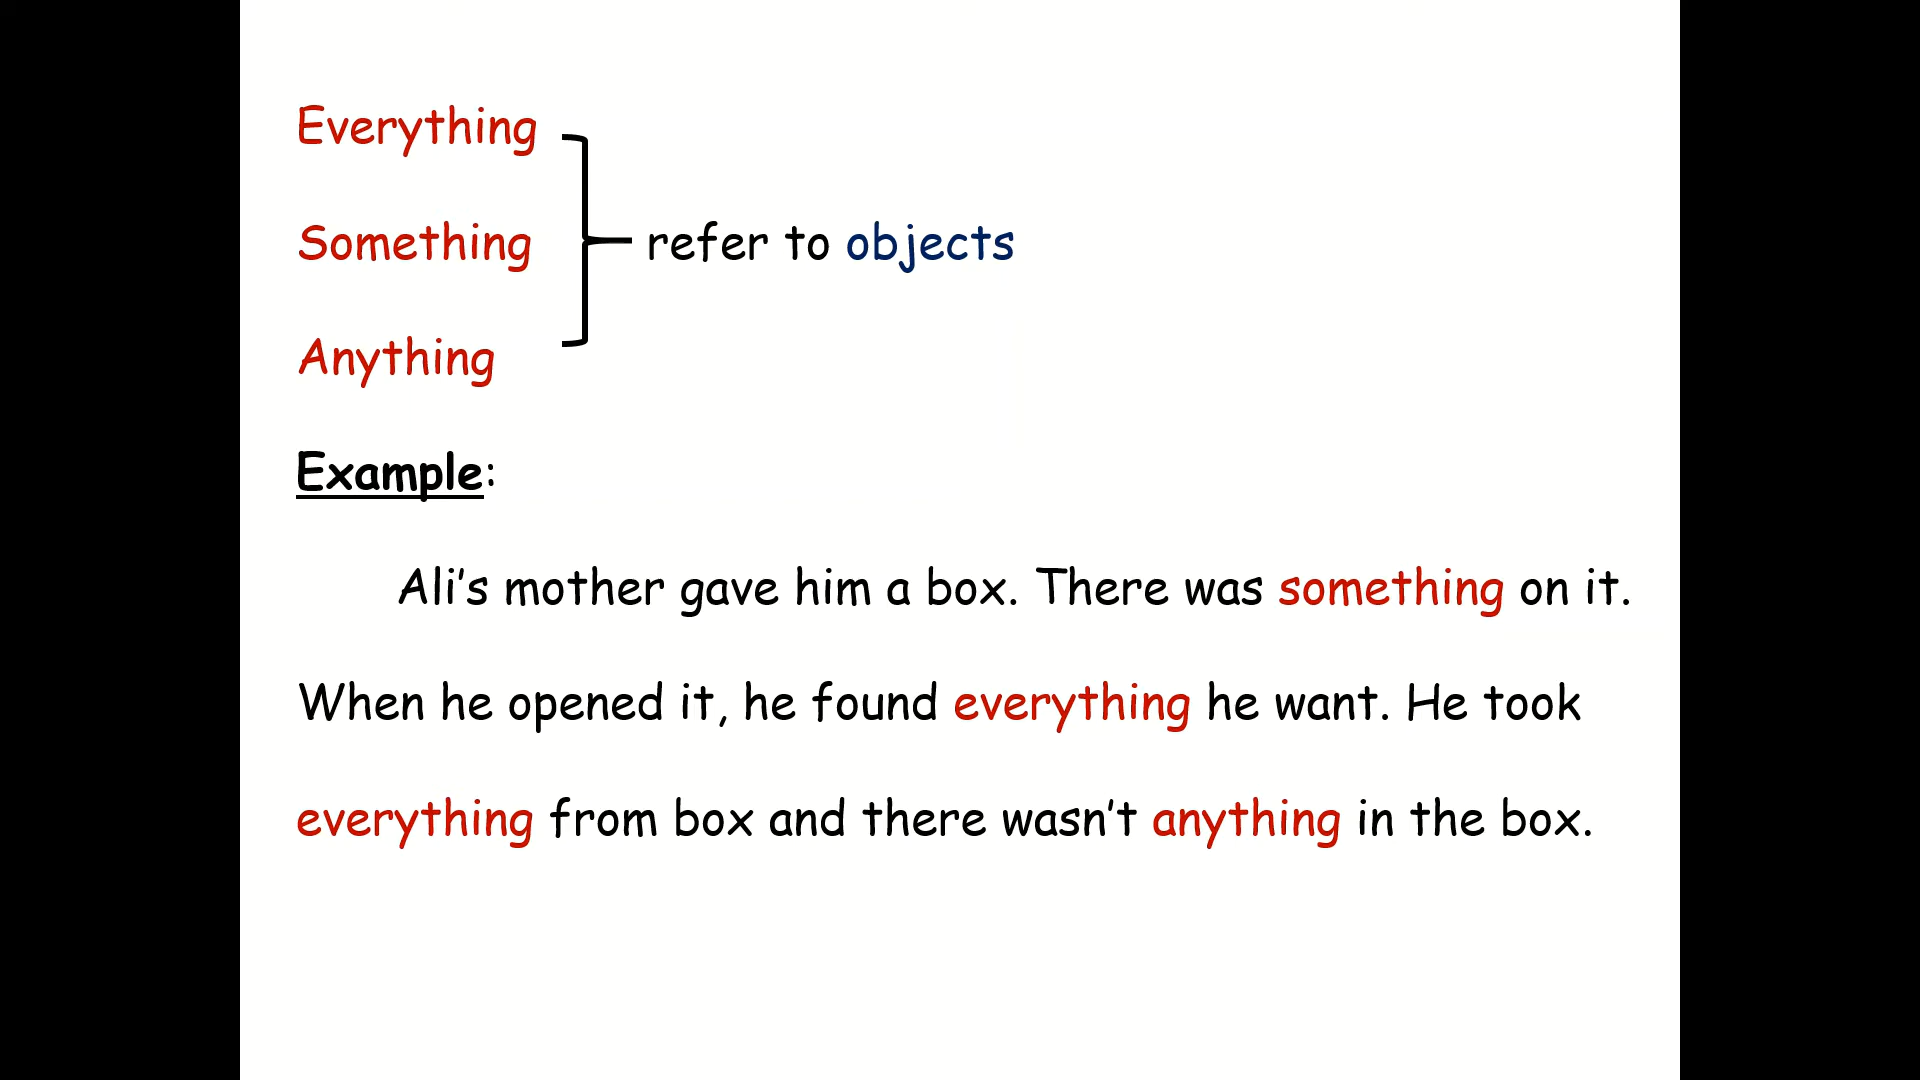 Everything
Something
refer to objects
Anything
Example:
Ali’s mother gave him a box. There was something on it.
When he opened it, he found everything he want. He took
everything from box and there wasn’t anything in the box.